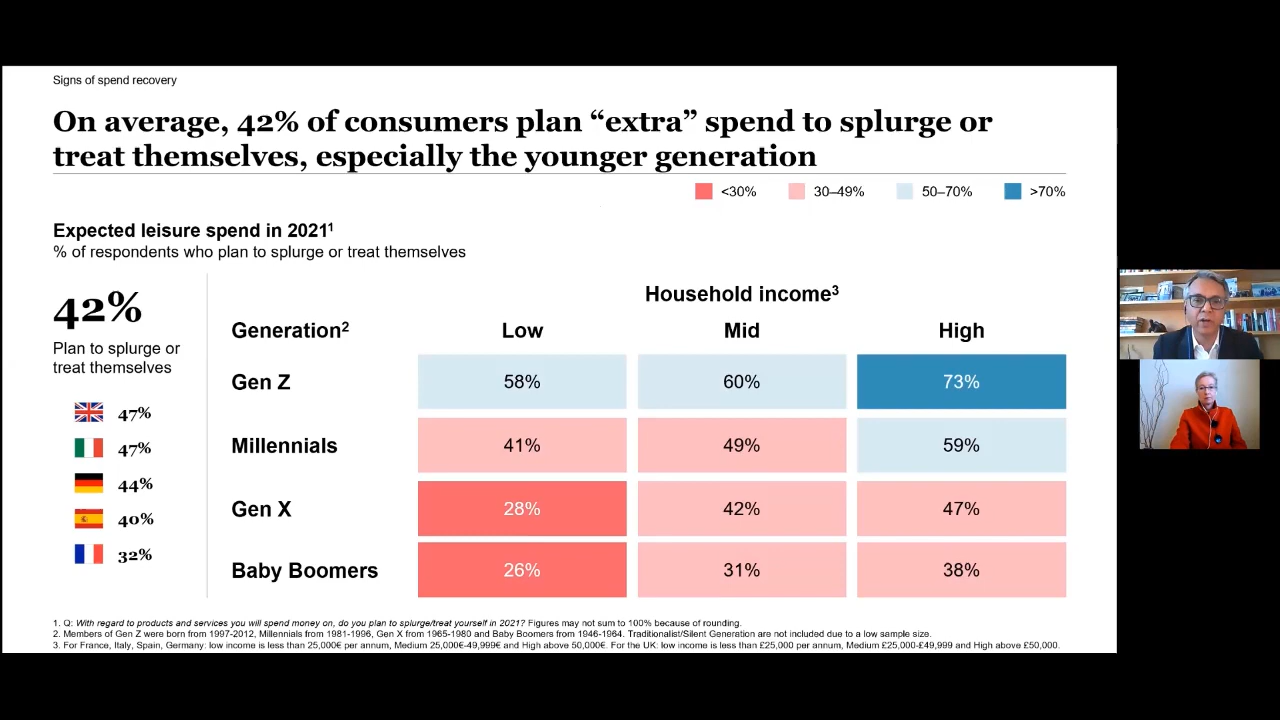 Signs of spend recovery
On average, 42% of consumers plan “extra” spend to splurge or
treat themselves, especially the younger generation
<30%
30–49%
50–70%
>70%
Expected leisure spend in 2021¹
% of respondents who plan to splurge or treat themselves
42%
Plan to splurge or
treat themselves
47%
47%
44%
40%
32%
Household income³
Generation² Low Mid High
Gen Z 58% 60% 73%
Millennials 41% 49% 59%
Gen X 28% 42% 47%
Baby Boomers 26% 31% 38%
1. Q: With regard to products and services you will spend money on, do you plan to splurge/treat yourself in 2021? Figures may not sum to 100% because of rounding.
2. Members of Gen Z were born from 1997-2012, Millennials from 1981-1996, Gen X from 1965-1980 and Baby Boomers from 1946-1964. Traditionalist/Silent Generation are not included due to a low sample size.
3. For France, Italy, Spain, Germany: low income is less than 25,000€ per annum, Medium 25,000€-49,999€ and High above 50,000€. For the UK: low income is less than £25,000 per annum, Medium £25,000-£49,999 and High above £50,000.